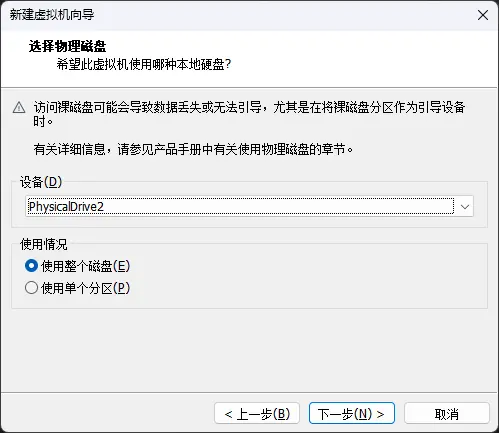 新建虚拟机向导
选择物理磁盘
希望此虚拟机使用哪种本地硬盘?
访问裸磁盘可能会导致数据丢失或无法引导，尤其是在将裸磁盘分区作为引导设备
时。
有关详细信息，请参见产品手册中有关使用物理磁盘的章节。
设备(D)
PhysicalDrive2
使用情况
使用整个磁盘(E)
使用单个分区(P)
< 上一步(B)
下一步(N) >
取消